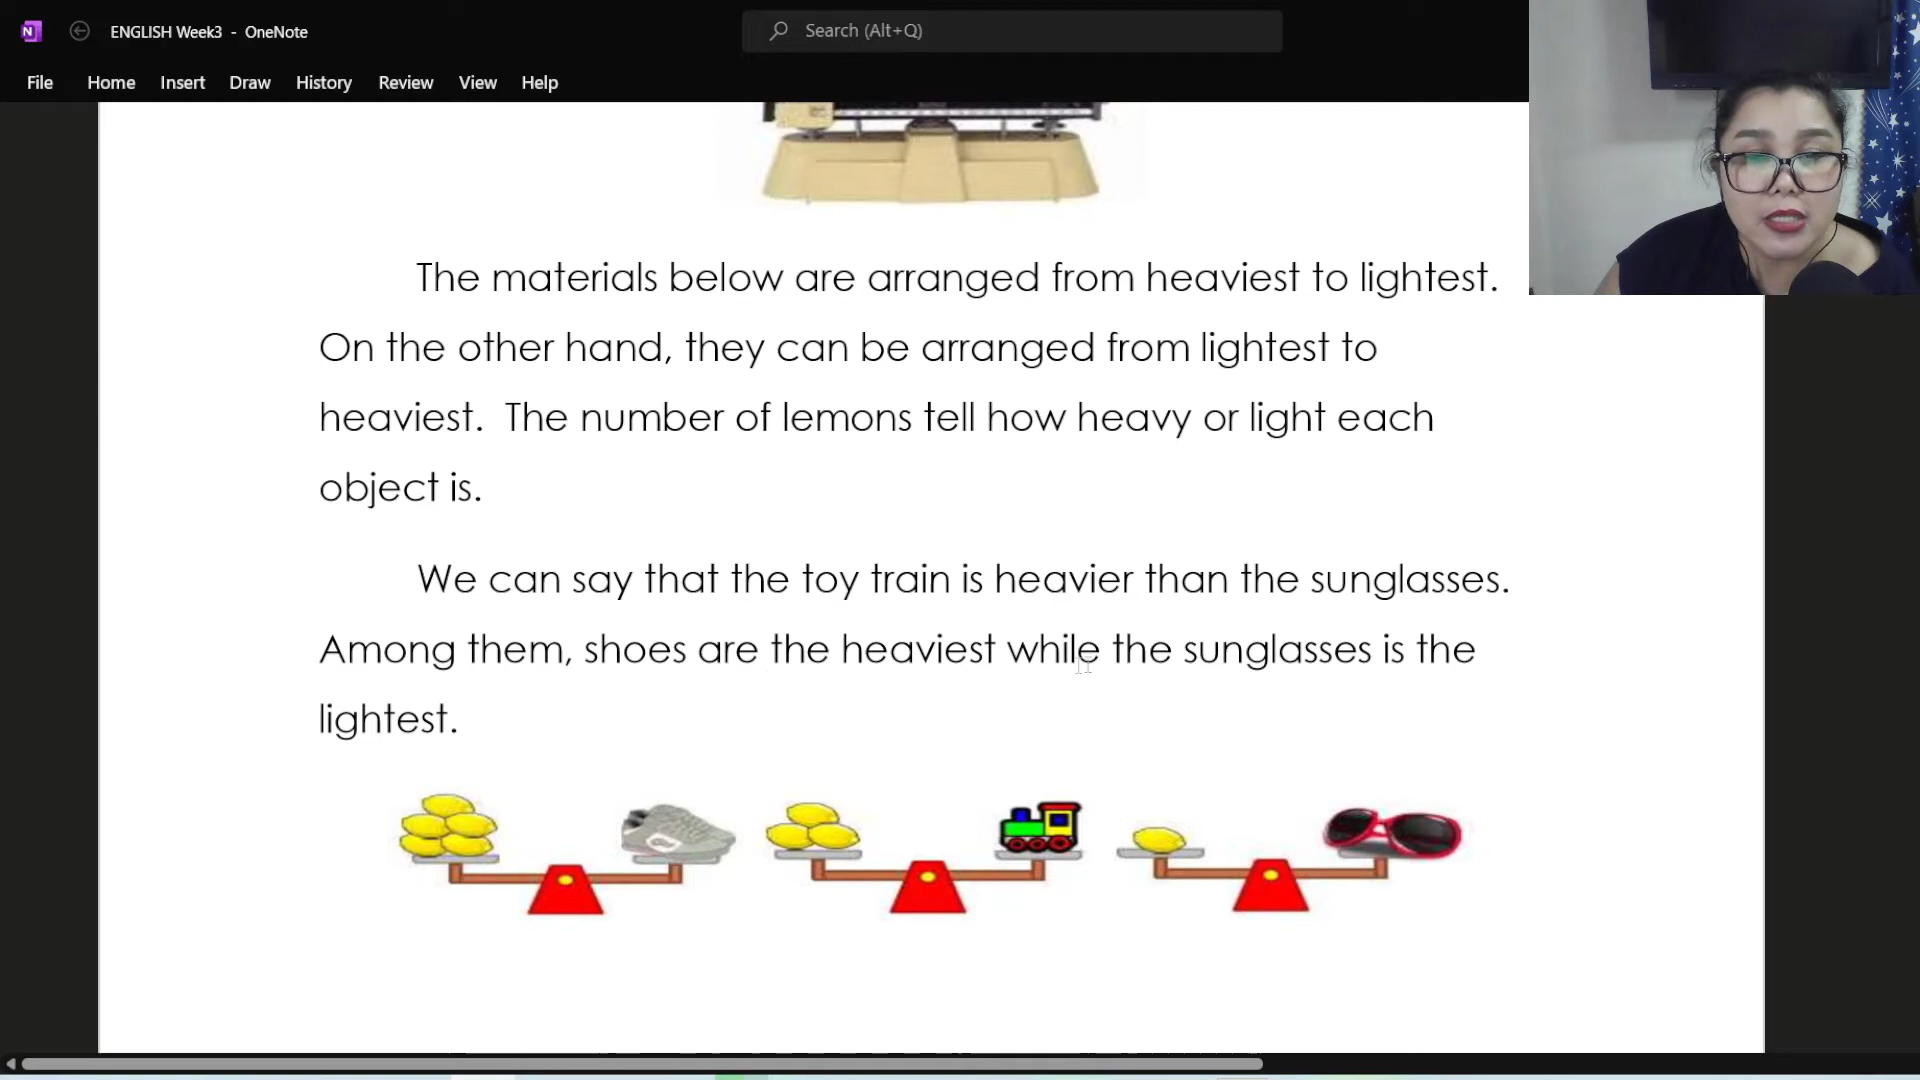 ENGLISH Week3 - OneNote
Search (Alt+Q)
File Home Insert Draw History Review View Help
The materials below are arranged from heaviest to lightest.
On the other hand, they can be arranged from lightest to
heaviest. The number of lemons tell how heavy or light each
object is.
We can say that the toy train is heavier than the sunglasses.
Among them, shoes are the heaviest while the sunglasses is the
lightest.